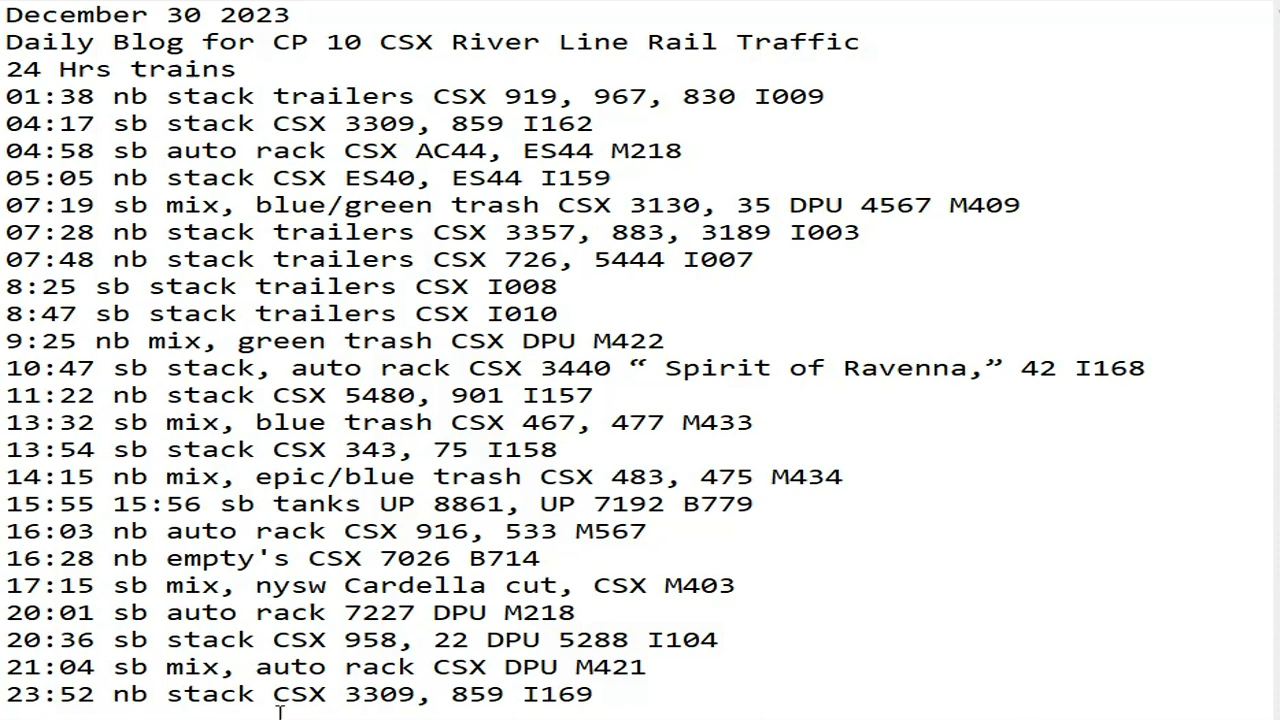 December 30 2023
Daily Blog for CP 10 CSX River Line Rail Traffic
24 Hrs trains
01:38 nb stack trailers CSX 919, 967, 830 I009
04:17 sb stack CSX 3309, 859 I162
04:58 sb auto rack CSX AC44, ES44 M218
05:05 nb stack CSX ES40, ES44 I159
07:19 sb mix, blue/green trash CSX 3130, 35 DPU 4567 M409
07:28 nb stack trailers CSX 3357, 883, 3189 I003
07:48 nb stack trailers CSX 726, 5444 I007
8:25 sb stack trailers CSX I008
8:47 sb stack trailers CSX I010
9:25 nb mix, green trash CSX DPU M422
10:47 sb stack, auto rack CSX 3440 “ Spirit of Ravenna,” 42 I168
11:22 nb stack CSX 5480, 901 I157
13:32 sb mix, blue trash CSX 467, 477 M433
13:54 sb stack CSX 343, 75 I158
14:15 nb mix, epic/blue trash CSX 483, 475 M434
15:55 15:56 sb tanks UP 8861, UP 7192 B779
16:03 nb auto rack CSX 916, 533 M567
16:28 nb empty's CSX 7026 B714
17:15 sb mix, nysw Cardella cut, CSX M403
20:01 sb auto rack 7227 DPU M218
20:36 sb stack CSX 958, 22 DPU 5288 I104
21:04 sb mix, auto rack CSX DPU M421
23:52 nb stack CSX 3309, 859 I169